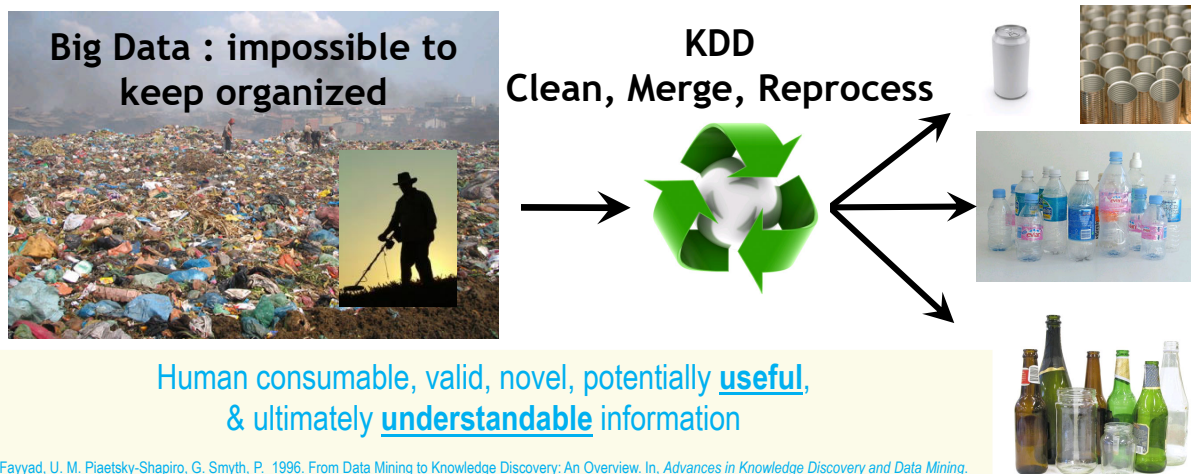 Big Data : impossible to
keep organized
KDD
Clean, Merge, Reprocess
Human consumable, valid, novel, potentially useful,
& ultimately understandable information
Fayyad, U. M. Piaetsky-Shapiro, G. Smyth, P. 1996. From Data Mining to Knowledge Discovery: An Overview. In, Advances in Knowledge Discovery and Data Mining,